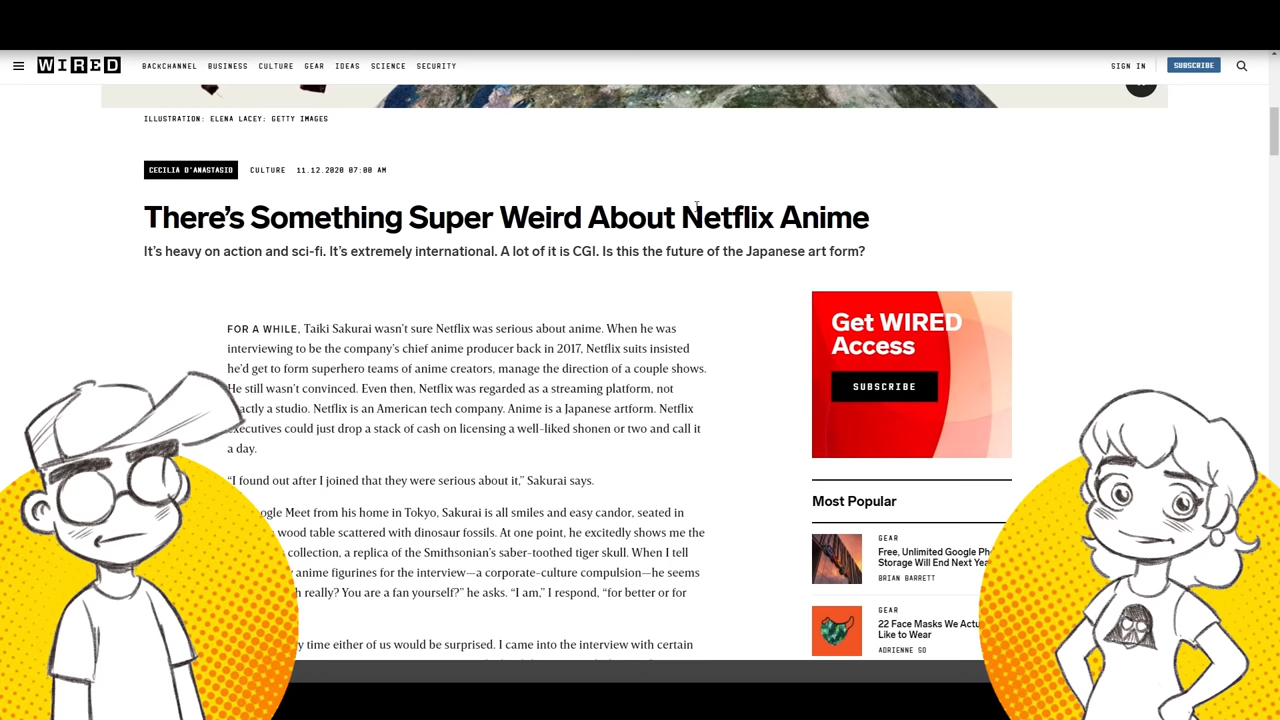 WIRED
BACKCHANNEL BUSINESS CULTURE GEAR IDEAS SCIENCE SECURITY
SIGN IN
SUBSCRIBE
ILLUSTRATION: ELENA LACEY; GETTY IMAGES
CECILIA D'ANASTASIO CULTURE 11.12.2020 07:00 AM
There's Something Super Weird About Netflix Anime
It's heavy on action and sci-fi. It's extremely international. A lot of it is CGI. Is this the future of the Japanese art form?
FOR A WHILE, Taiki Sakurai wasn't sure Netflix was serious about anime. When he was
interviewing to be the company's chief anime producer back in 2017, Netflix suits insisted
he'd get to form superhero teams of anime creators, manage the direction of a couple shows.
He still wasn't convinced. Even then, Netflix was regarded as a streaming platform, not
actly a studio. Netflix is an American tech company. Anime is a Japanese artform. Netflix
ecutives could just drop a stack of cash on licensing a well-liked shonen or two and call it
a day.
"I found out after I joined that they were serious about it," Sakurai says.
ogle Meet from his home in Tokyo, Sakurai is all smiles and easy candor, seated in
wood table scattered with dinosaur fossils. At one point, he excitedly shows me the
collection, a replica of the Smithsonian's saber-toothed tiger skull. When I tell
anime figurines for the interview—a corporate-culture compulsion—he seems
h really? You are a fan yourself?" he asks. "I am," I respond, "for better or for
y time either of us would be surprised. I came into the interview with certain
Get WIRED
Access
SUBSCRIBE
Most Popular
GEAR
Free, Unlimited Google Ph
Storage Will End Next Yea
BRIAN BARRETT
GEAR
22 Face Masks We Actu
Like to Wear
ADRIENNE SO